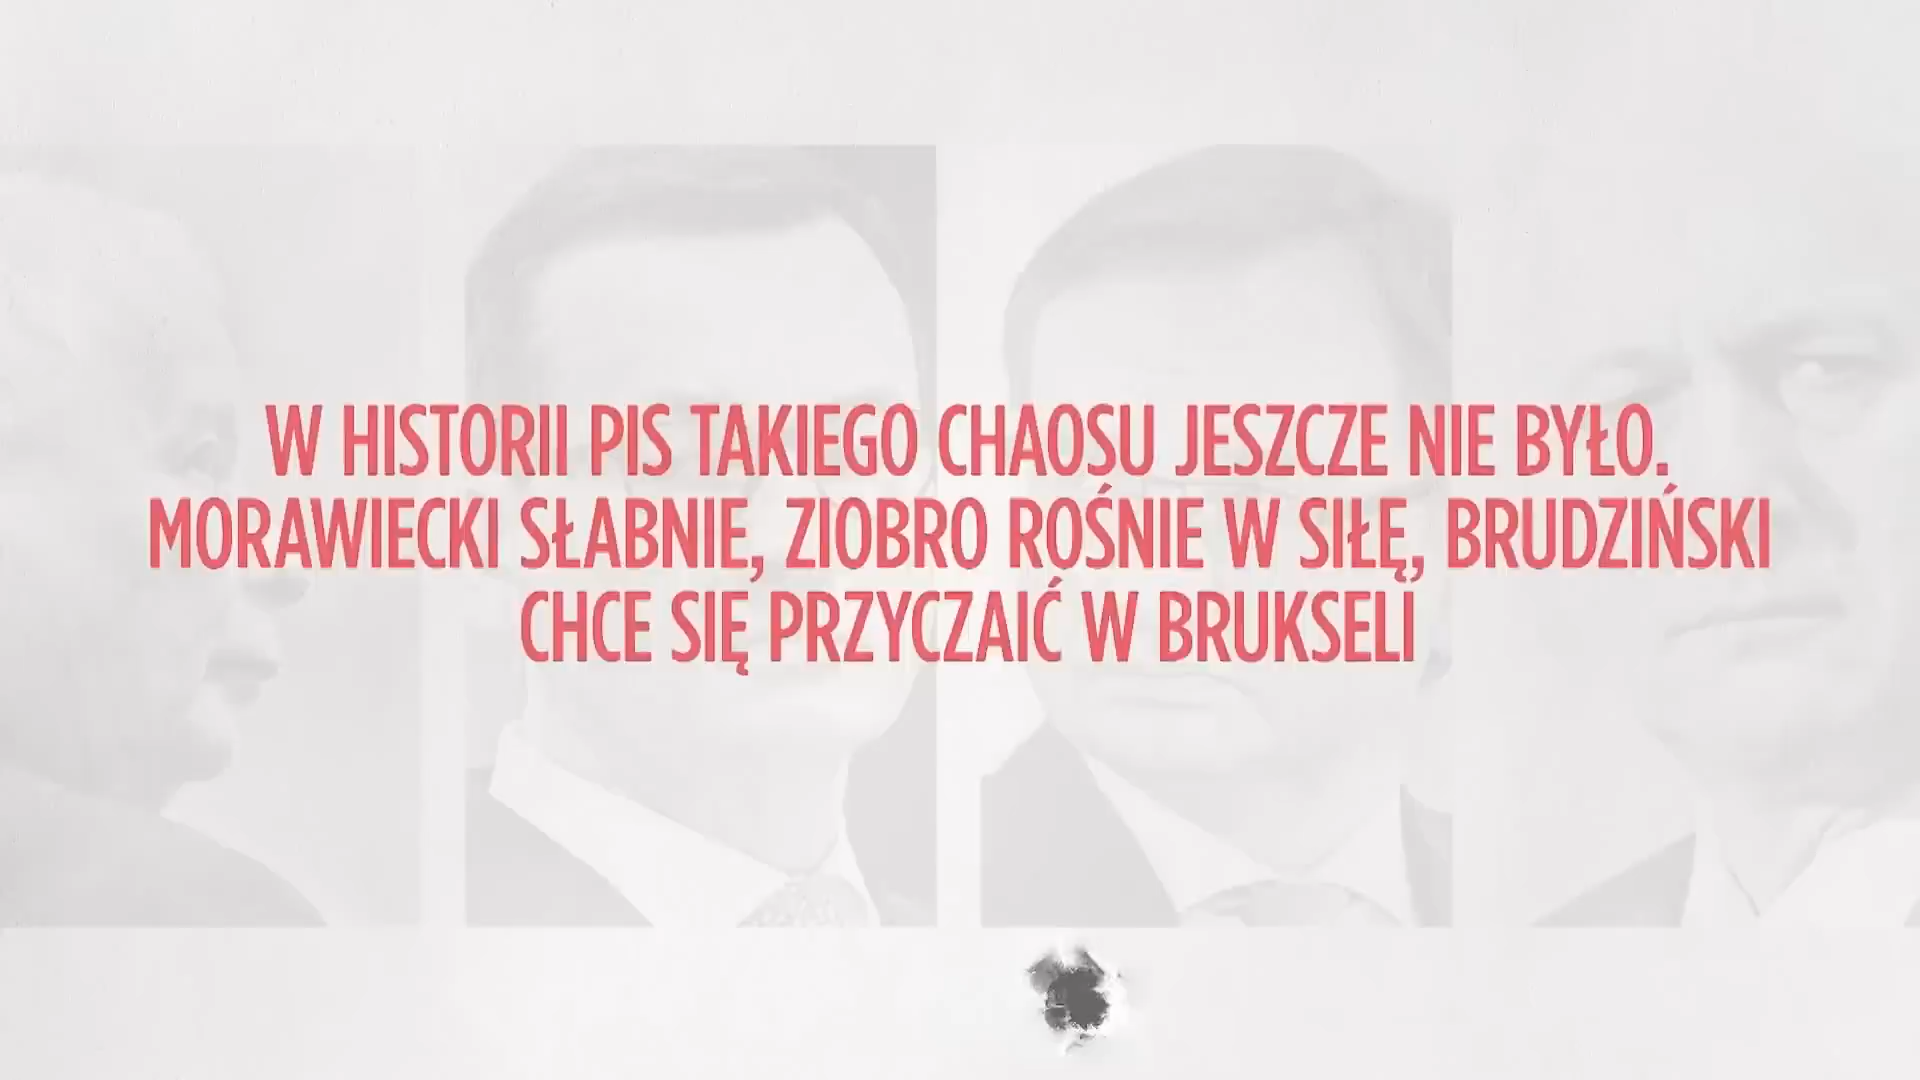 W HISTORII PIS TAKIEGO CHAOSU JESZCZE NIE BYŁO.
MORAWIECKI SŁABNIE, ZIOBRO ROŚNIE W SIŁĘ, BRUDZIŃSKI
CHCE SIĘ PRZYCZAIĆ W BRUKSELI